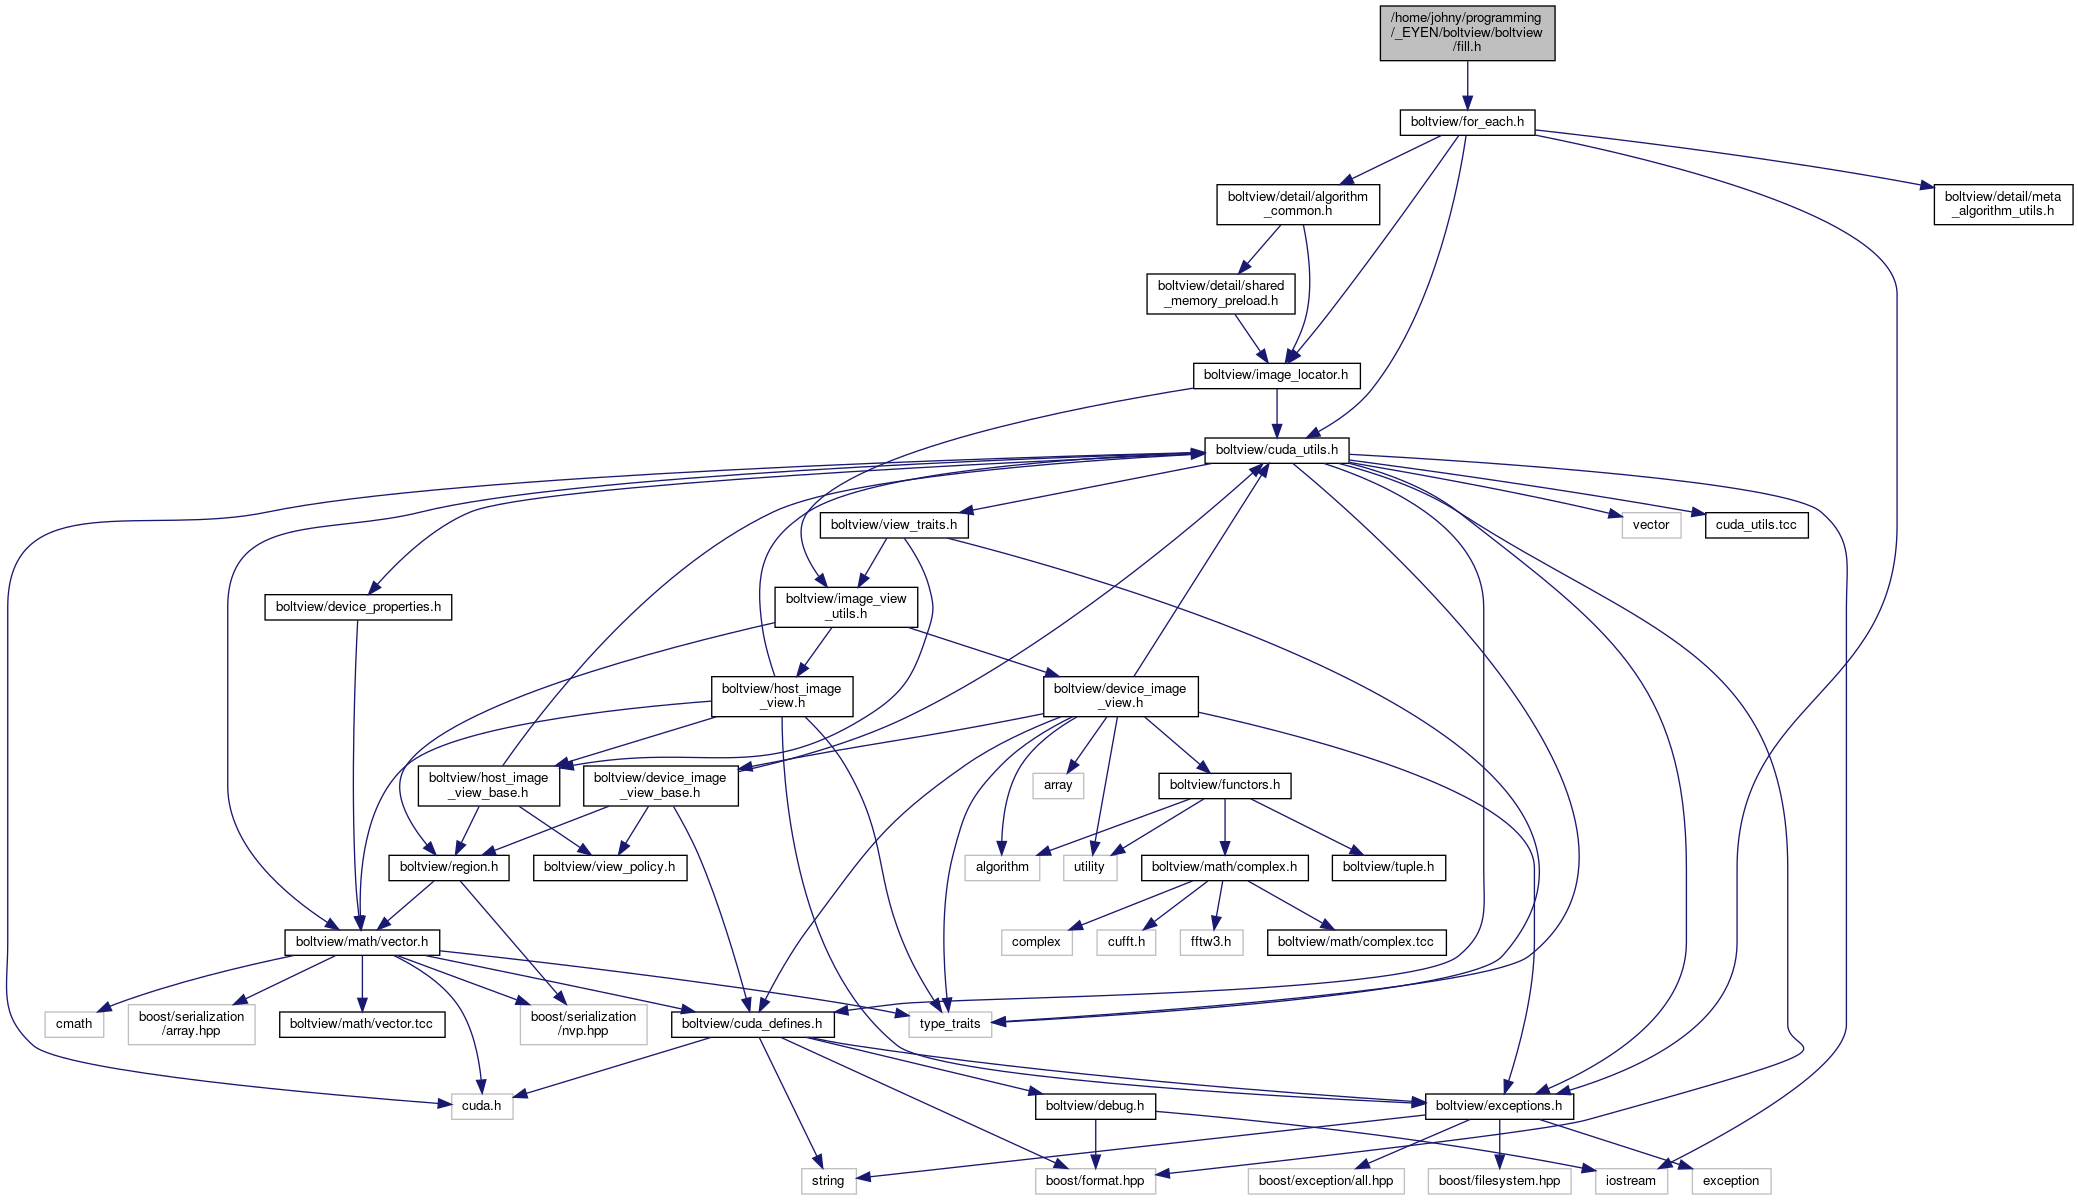 /home/johny/programming
/_EYEN/boltview/boltview
/fill.h
boltview/for_each.h
boltview/detail/algorithm
_common.h
boltview/detail/meta
_algorithm_utils.h
boltview/detail/shared
_memory_preload.h
boltview/image_locator.h
boltview/cuda_utils.h
boltview/view_traits.h
vector
cuda_utils.tcc
boltview/device_properties.h
boltview/image_view
_utils.h
boltview/host_image
_view.h
boltview/device_image
_view.h
boltview/host_image
_view_base.h
boltview/device_image
_view_base.h
array
boltview/functors.h
boltview/region.h
boltview/view_policy.h
algorithm
utility
boltview/math/complex.h
boltview/tuple.h
boltview/math/vector.h
complex
cufft.h
fftw3.h
boltview/math/complex.tcc
cmath
boost/serialization
/array.hpp
boltview/math/vector.tcc
boost/serialization
/nvp.hpp
boltview/cuda_defines.h
type_traits
cuda.h
boltview/debug.h
boltview/exceptions.h
string
boost/format.hpp
boost/exception/all.hpp
boost/filesystem.hpp
iostream
exception